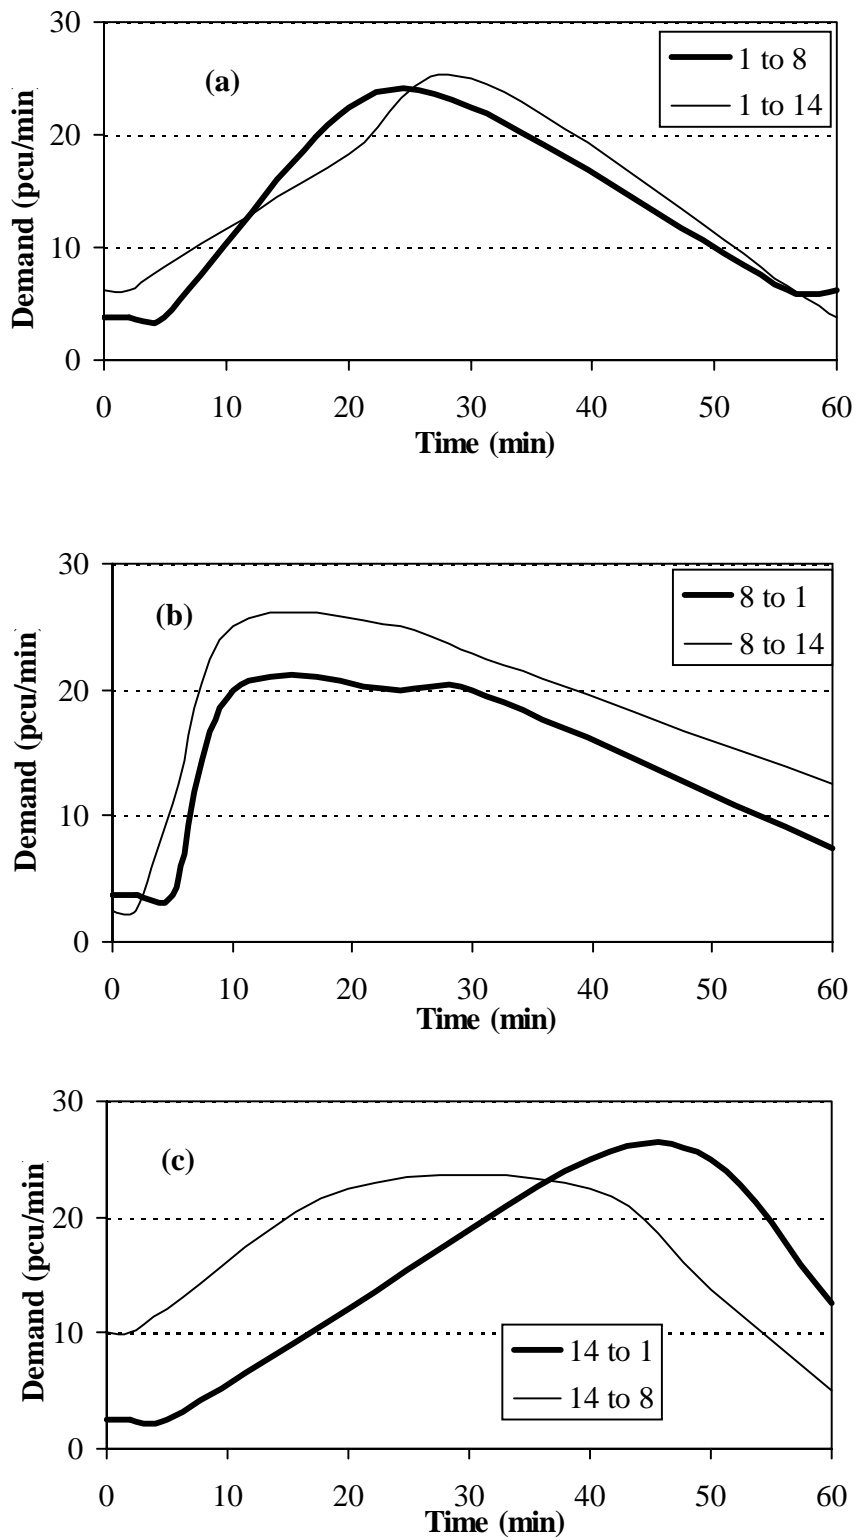 30
(a)
1 to 8
1 to 14
20
10
0
Demand (pcu/min)
0 10 20 30 40 50 60
Time (min)
30
(b)
8 to 1
8 to 14
20
10
0
Demand (pcu/min)
0 10 20 30 40 50 60
Time (min)
30
(c)
20
10
14 to 1
14 to 8
0
Demand (pcu/min)
0 10 20 30 40 50 60
Time (min)